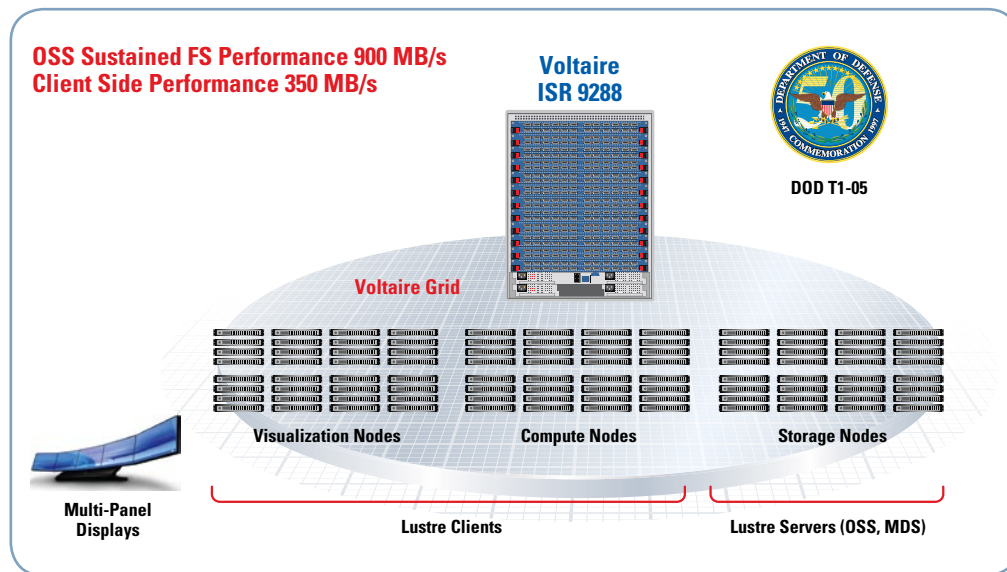 OSS Sustained FS Performance 900 MB/s
Client Side Performance 350 MB/s
Voltaire
ISR 9288
DEPARTMENT OF DEFENSE
50
1947 COMMEMORATION 1997
DOD T1-05
Voltaire Grid
Visualization Nodes
Compute Nodes
Storage Nodes
Multi-Panel
Displays
Lustre Clients
Lustre Servers (OSS, MDS)